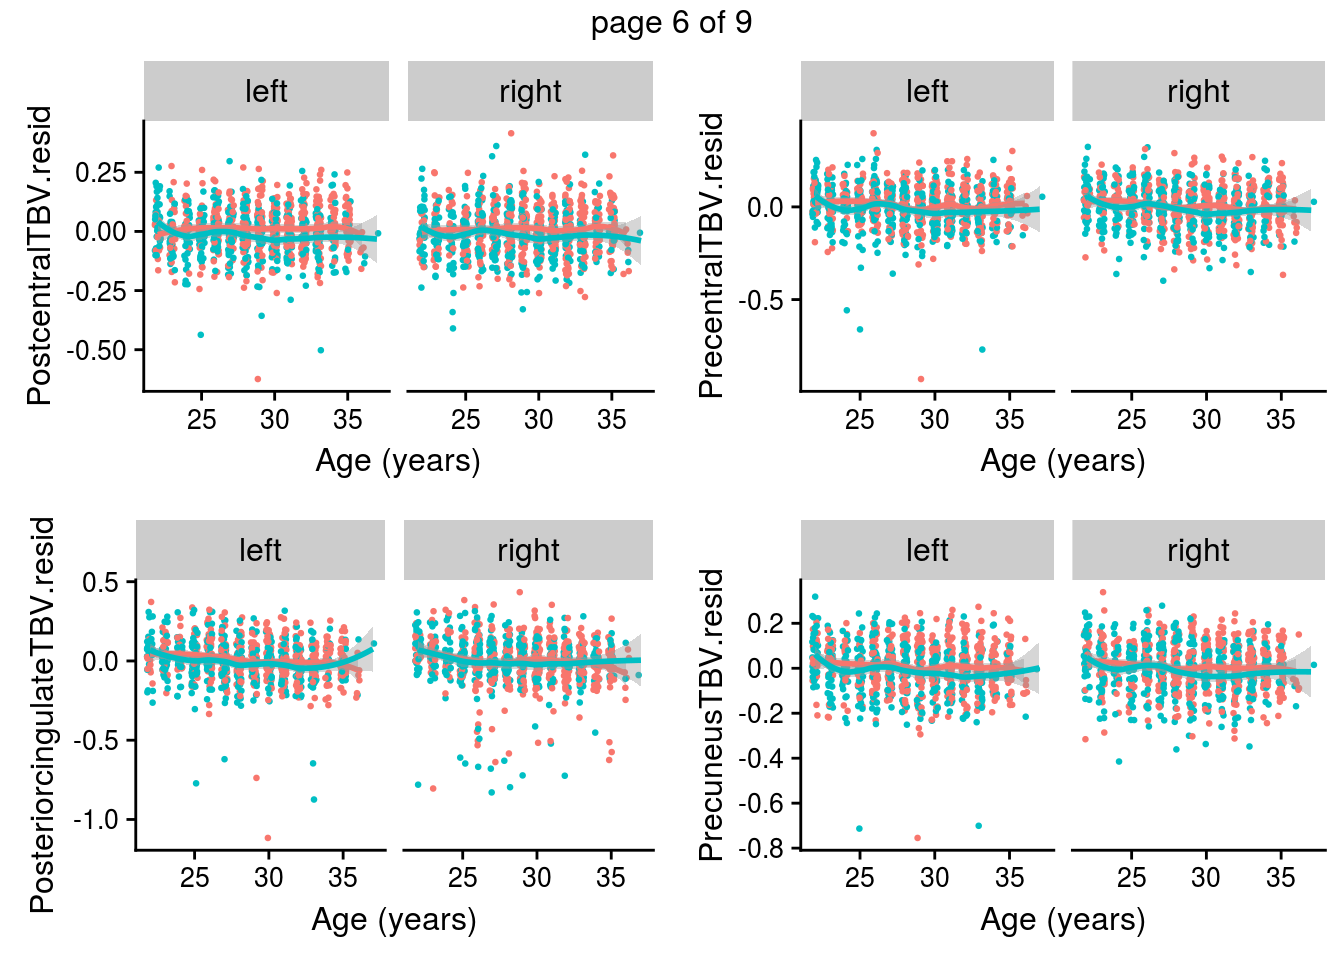 page 6 of 9
left
right
PostcentralTBV.resid
0.25
0.00
-0.25
-0.50
25
30
35
25
30
35
Age (years)
left
right
PrecentralTBV.resid
0.0
-0.5
25
30
35
25
30
35
Age (years)
left
right
PosteriorcingulateTBV.resid
0.5
0.0
-0.5
-1.0
25
30
35
25
30
35
Age (years)
left
right
PrecuneusTBV.resid
0.2
0.0
-0.2
-0.4
-0.6
-0.8
25
30
35
25
30
35
Age (years)